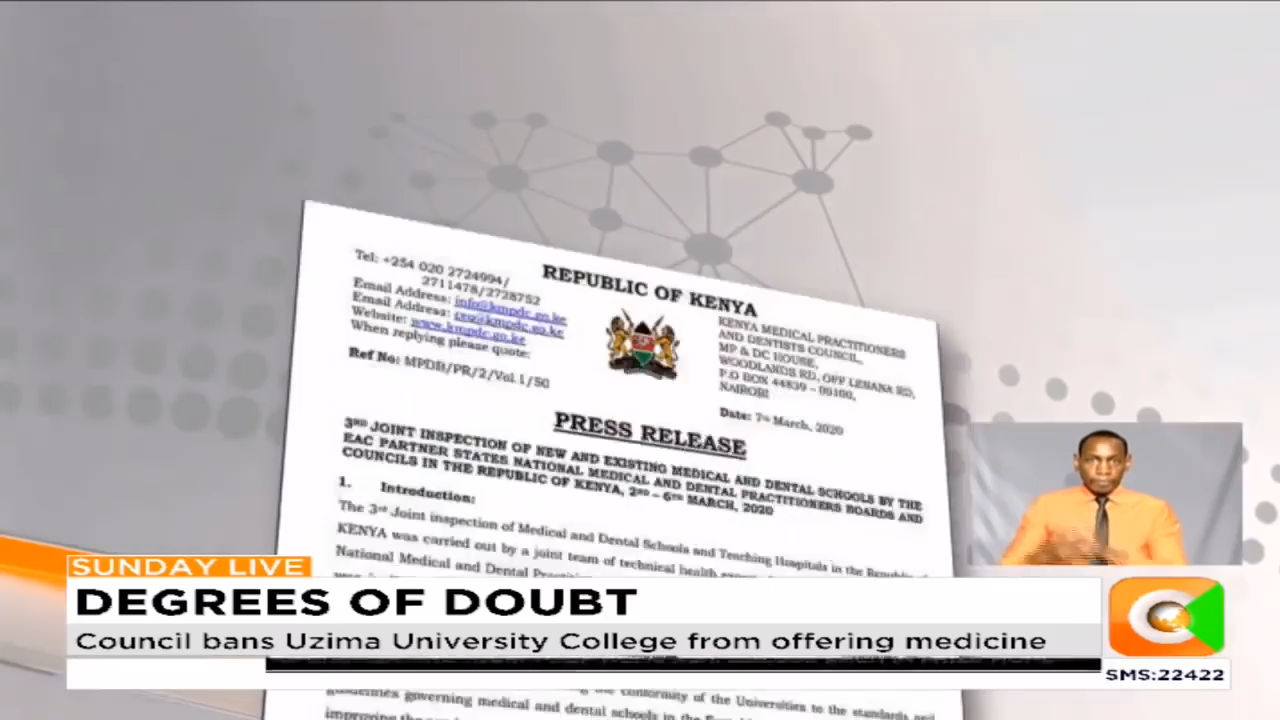 Tel: +254 020 2724994/
2711478/2728752
Email Address: info@kmpdc.go.ke
Email Address: ceo@kmpdc.go.ke
Website: www.kmpdc.go.ke
When replying please quote:
Ref No: MPDB/PR/2/Vol.1/50
REPUBLIC OF KENYA
KENYA MEDICAL PRACTITIONERS
AND DENTISTS COUNCIL,
MP & DC HOUSE,
WOODLANDS RD, OFF LENANA RD,
P.O BOX 44839 – 00100,
NAIROBI
Date: 7th March, 2020
PRESS RELEASE
3RD JOINT INSPECTION OF NEW AND EXISTING MEDICAL AND DENTAL SCHOOLS BY THE
EAC PARTNER STATES NATIONAL MEDICAL AND DENTAL PRACTITIONERS BOARDS AND
COUNCILS IN THE REPUBLIC OF KENYA, 2ND – 6TH MARCH, 2020
1. Introduction:
The 3rd Joint inspection of Medical and Dental Schools and Teaching Hospitals in the
KENYA was carried out by a joint team of technical health
National Medical and Dental
SUNDAY LIVE
DEGREES OF DOUBT
Council bans Uzima University College from offering medicine
SMS:22422
the conformity of the Universities to the standards and
guidelines governing medical and dental schools in the